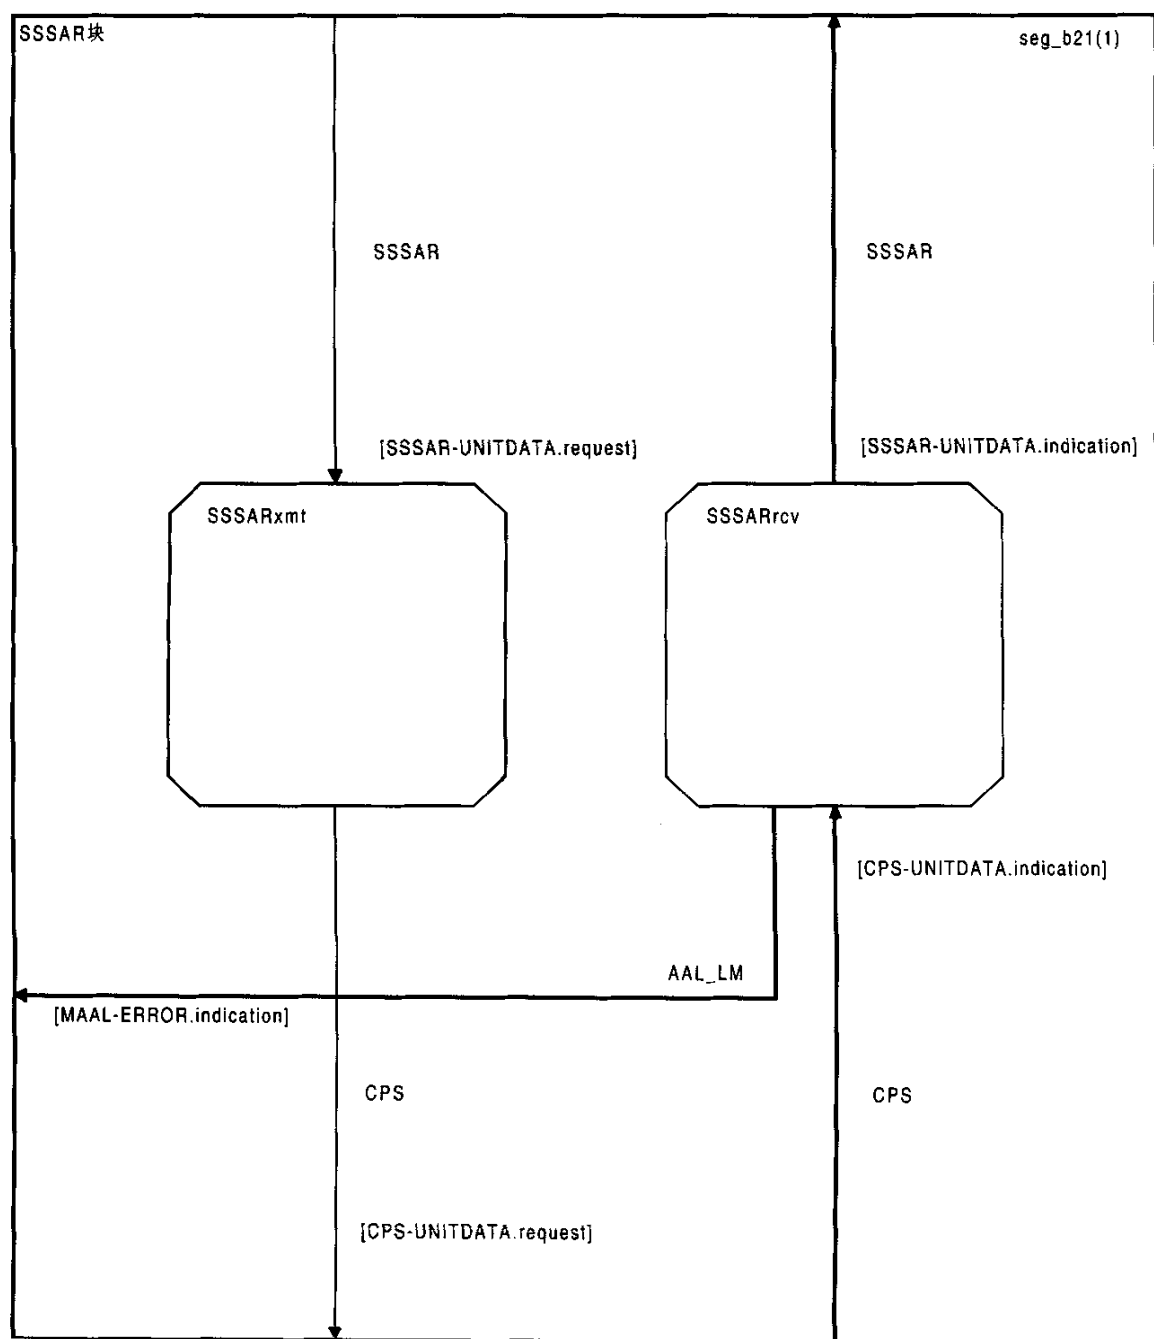 SSSAR块
seg_b21(1)
SSSAR
SSSAR
[SSSAR-UNITDATA.request]
[SSSAR-UNITDATA.indication]
SSSARxmt
SSSARrcv
[CPS-UNITDATA.indication]
AAL_LM
[MAAL-ERROR.indication]
CPS
CPS
[CPS-UNITDATA.request]